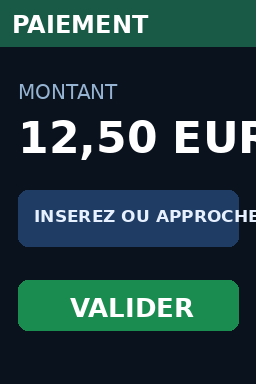 PAIEMENT
MONTANT
12,50 EUR
INSEREZ OU APPROCHE
VALIDER